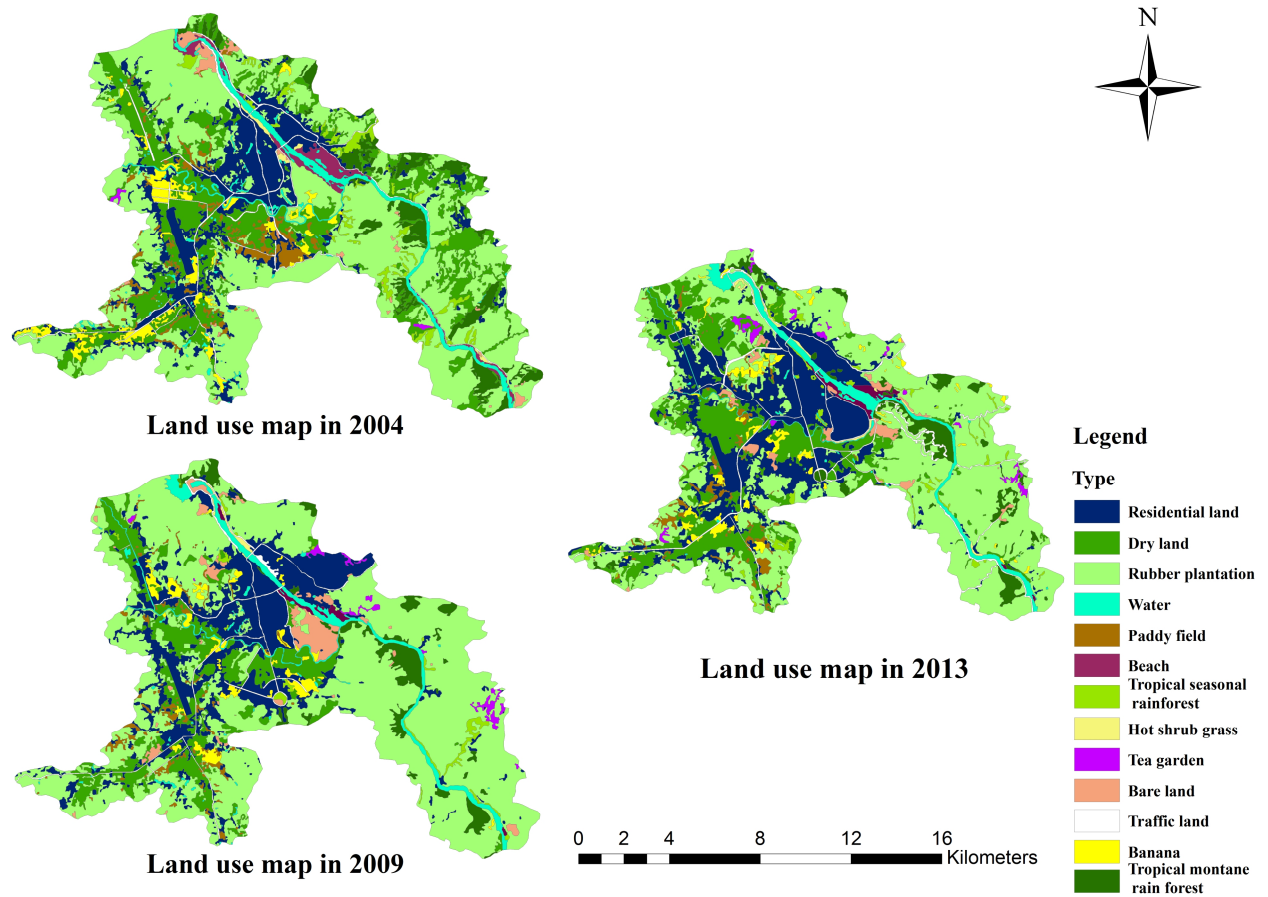 N
Land use map in 2004
Land use map in 2013
Land use map in 2009
Legend
Type
Residential land
Dry land
Rubber plantation
Water
Paddy field
Beach
Tropical seasonal
rainforest
Hot shrub grass
Tea garden
Bare land
Traffic land
Banana
Tropical montane
rain forest
0 2 4 8 12 16
Kilometers